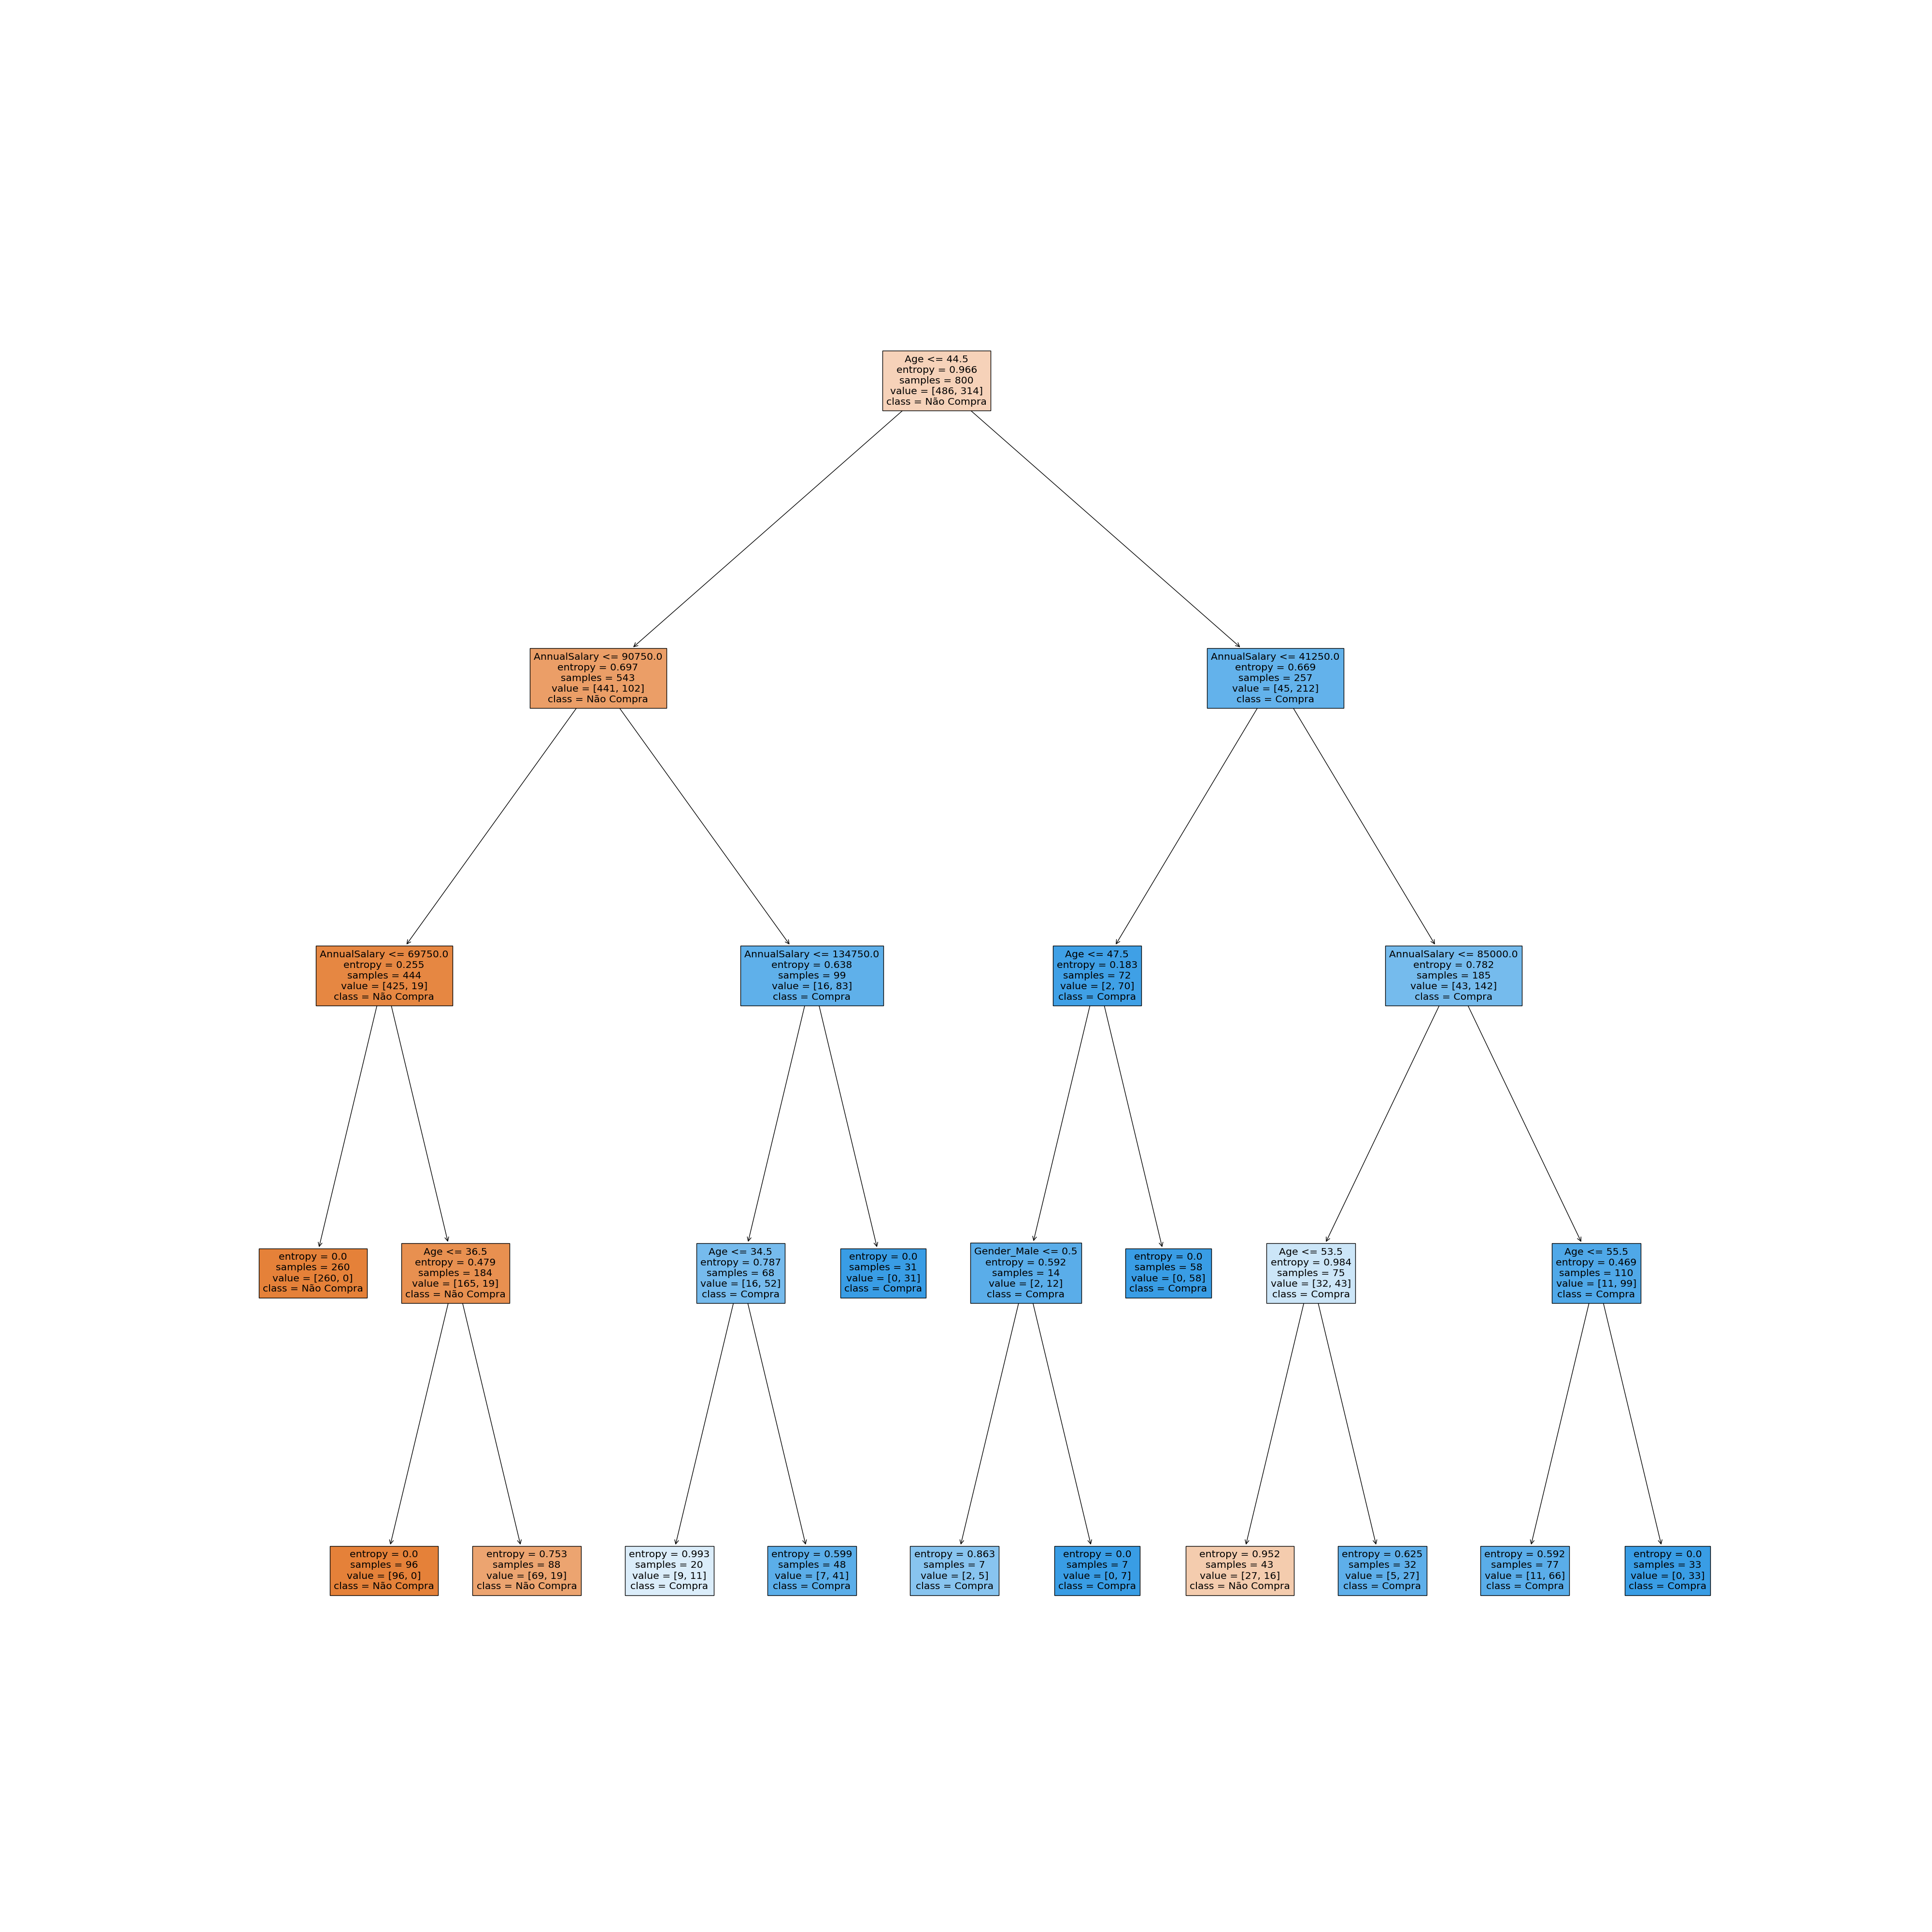 Age <= 44.5
entropy = 0.966
samples = 800
value = [486, 314]
class = Não Compra
AnnualSalary <= 90750.0
entropy = 0.697
samples = 543
value = [441, 102]
class = Não Compra
AnnualSalary <= 41250.0
entropy = 0.669
samples = 257
value = [45, 212]
class = Compra
AnnualSalary <= 69750.0
entropy = 0.255
samples = 444
value = [425, 19]
class = Não Compra
AnnualSalary <= 134750.0
entropy = 0.638
samples = 99
value = [16, 83]
class = Compra
Age <= 47.5
entropy = 0.183
samples = 72
value = [2, 70]
class = Compra
AnnualSalary <= 85000.0
entropy = 0.782
samples = 185
value = [43, 142]
class = Compra
entropy = 0.0
samples = 260
value = [260, 0]
class = Não Compra
Age <= 36.5
entropy = 0.479
samples = 184
value = [165, 19]
class = Não Compra
Age <= 34.5
entropy = 0.787
samples = 68
value = [16, 52]
class = Compra
entropy = 0.0
samples = 31
value = [0, 31]
class = Compra
Gender_Male <= 0.5
entropy = 0.592
samples = 14
value = [2, 12]
class = Compra
entropy = 0.0
samples = 58
value = [0, 58]
class = Compra
Age <= 53.5
entropy = 0.984
samples = 75
value = [32, 43]
class = Compra
Age <= 55.5
entropy = 0.469
samples = 110
value = [11, 99]
class = Compra
entropy = 0.0
samples = 96
value = [96, 0]
class = Não Compra
entropy = 0.753
samples = 88
value = [69, 19]
class = Não Compra
entropy = 0.993
samples = 20
value = [9, 11]
class = Compra
entropy = 0.599
samples = 48
value = [7, 41]
class = Compra
entropy = 0.863
samples = 7
value = [2, 5]
class = Compra
entropy = 0.0
samples = 7
value = [0, 7]
class = Compra
entropy = 0.952
samples = 43
value = [27, 16]
class = Não Compra
entropy = 0.625
samples = 32
value = [5, 27]
class = Compra
entropy = 0.592
samples = 77
value = [11, 66]
class = Compra
entropy = 0.0
samples = 33
value = [0, 33]
class = Compra